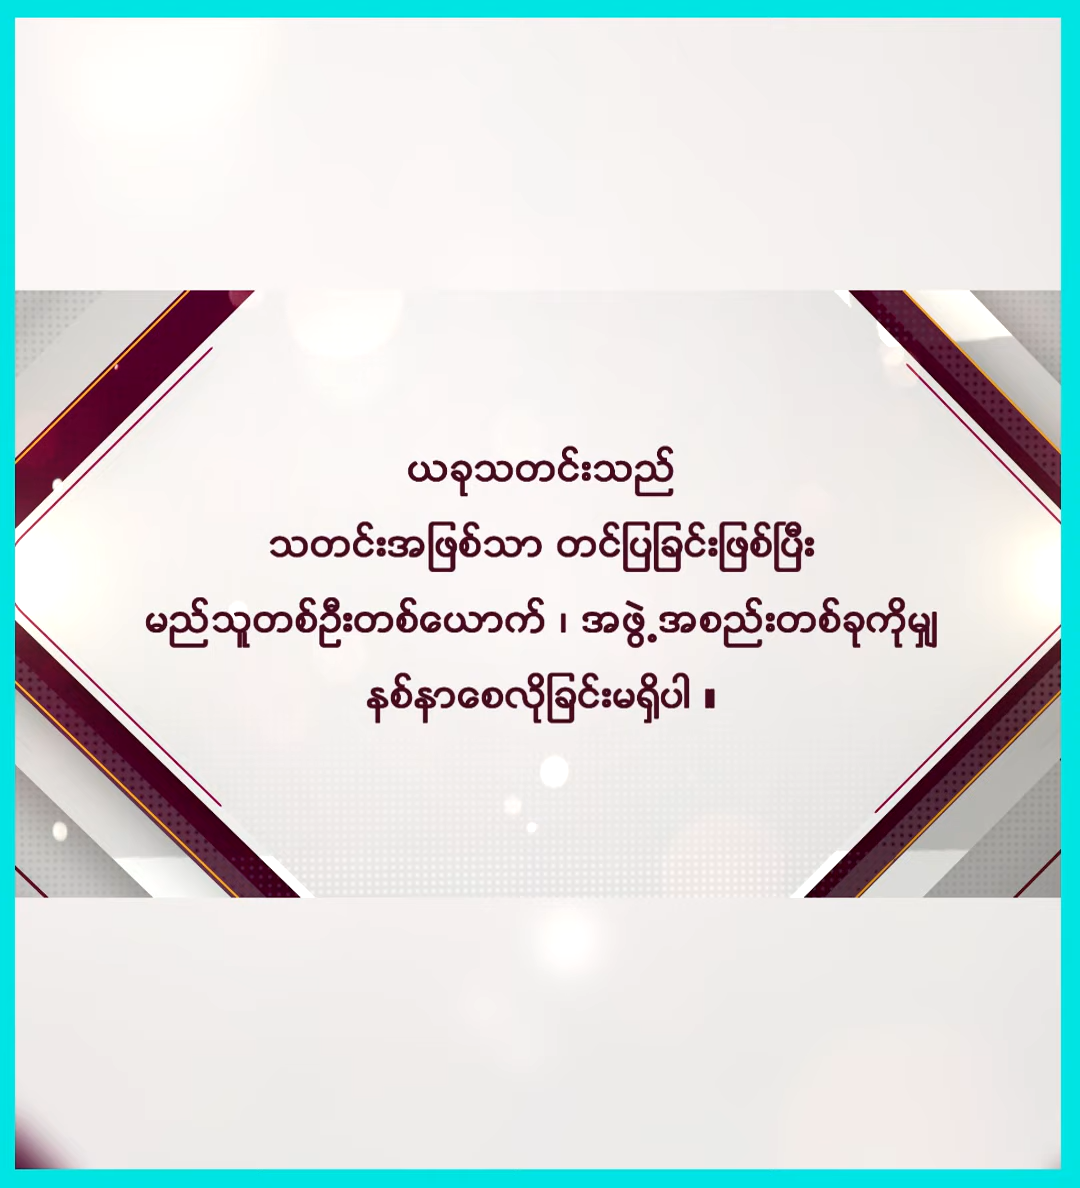 ယခုသတင်းသည်
သတင်းအဖြစ်သာ တင်ပြခြင်းဖြစ်ပြီး
မည်သူတစ်ဦးတစ်ယောက် ၊ အဖွဲ့အစည်းတစ်ခုကိုမျှ
နစ်နာစေလိုခြင်းမရှိပါ ။